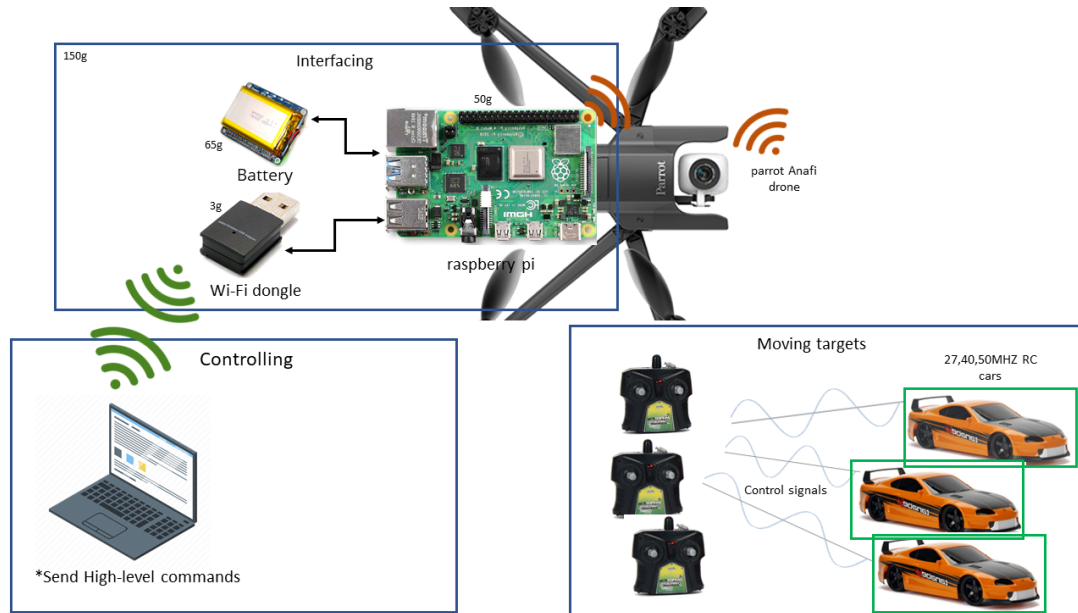 150g
Interfacing
50g
65g
Battery
3g
Wi-Fi dongle
raspberry pi
Parrot
parrot Anafi
drone
Controlling
*Send High-level commands
Moving targets
27,40,50MHZ RC
cars
Control signals